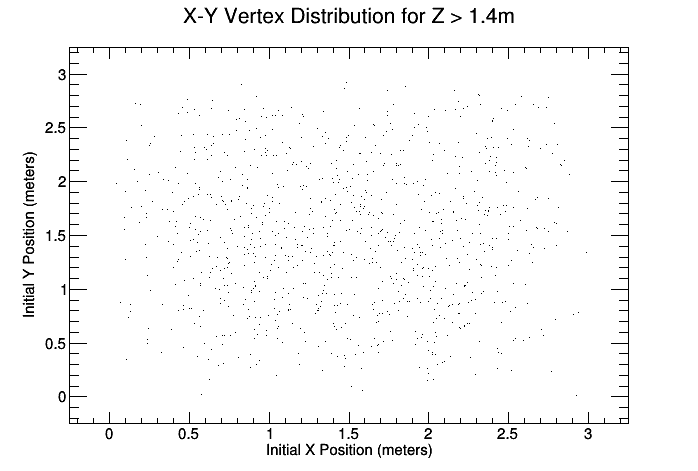 X-Y Vertex Distribution for Z > 1.4m
3
2.5
2
1.5
1
0.5
0
Initial Y Position (meters)
0 0.5 1 1.5 2 2.5 3
Initial X Position (meters)